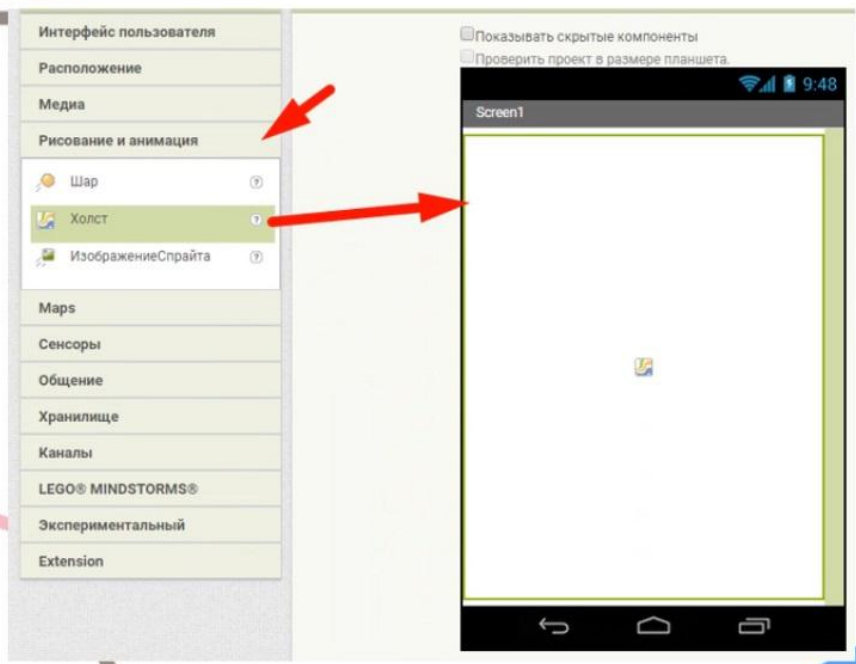 Интерфейс пользователя
Расположение
Медиа
Рисование и анимация
Шар
Холст
ИзображениеСпрайта
Maps
Сенсоры
Общение
Хранилище
Каналы
LEGO® MINDSTORMS®
Экспериментальный
Extension
Показывать скрытые компоненты
Проверить проект в размере планшета.
9:48
Screen1